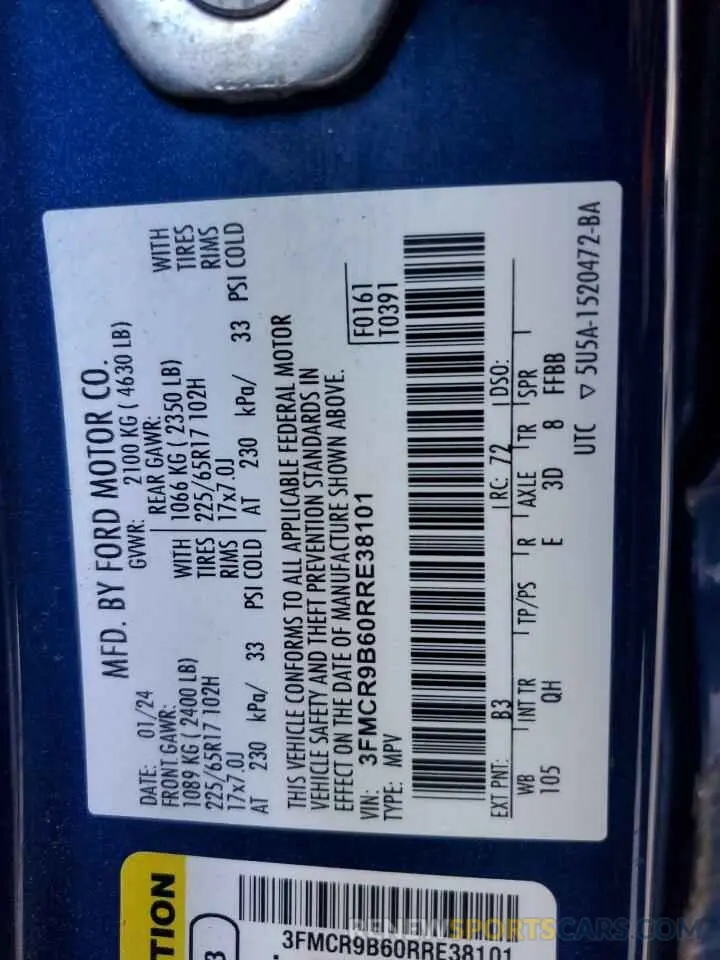 MFD. BY FORD MOTOR CO.
DATE: 01/24 GVWR: 2100 KG ( 4630 LB)
FRONT GAWR: REAR GAWR:
1089 KG ( 2400 LB) WITH 1066 KG ( 2350 LB) WITH
225/65R17 102H TIRES 225/65R17 102H TIRES
17x7.0J RIMS 17x7.0J RIMS
AT 230 kPa/ 33 PSI COLD AT 230 kPa/ 33 PSI COLD
THIS VEHICLE CONFORMS TO ALL APPLICABLE FEDERAL MOTOR
VEHICLE SAFETY AND THEFT PREVENTION STANDARDS IN
EFFECT ON THE DATE OF MANUFACTURE SHOWN ABOVE.
VIN: 3FMCR9B60RRE38101 F0161
TYPE: MPV T0391
EXT PNT: B3 RC: 72 DSO:
WB INT TR TP/PS R AXLE TR SPR
105 QH E 3D 8 FFBB
UTC ▽ 5U5A-1520472-BA
TION
3FMCR9B60RRE38101
RENEWSPORTSCARS.COM